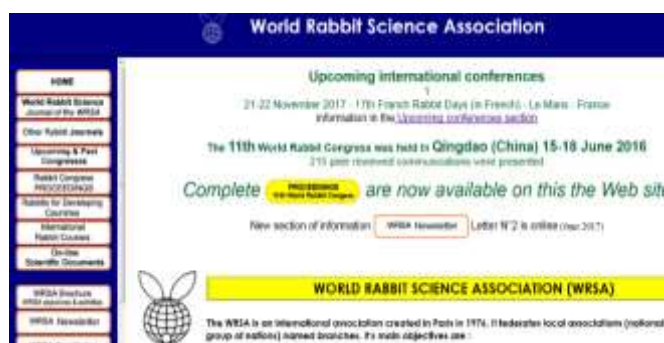 World Rabbit Science Association
HOME
World Rabbit Science
Journal of the WRSA
Other Rabbit Journals
Upcoming & Past
Congresses
Rabbit Congress
PROCEEDINGS
Rabbits for Developing
Countries
International
Rabbit Courses
On-line
Scientific Documents
WRSA Brochure
WRSA Newsletter
Upcoming international conferences
21-22 November 2017 - 17th French Rabbit Days (in French) - Le Mans - France
information in the Upcoming conferences section
The 11th World Rabbit Congress was held in Qingdao (China) 15-18 June 2016
peer reviewed communications were presented
Complete PROCEEDINGS are now available on this the Web site
11th World Rabbit Congress
New section of information WRSA Newsletter Letter N°2 is online 2017)
WORLD RABBIT SCIENCE ASSOCIATION (WRSA)
The WRSA is an international association created in Paris in 1976. It federates local associations (national
group of nations) named branches. It's main objectives are :